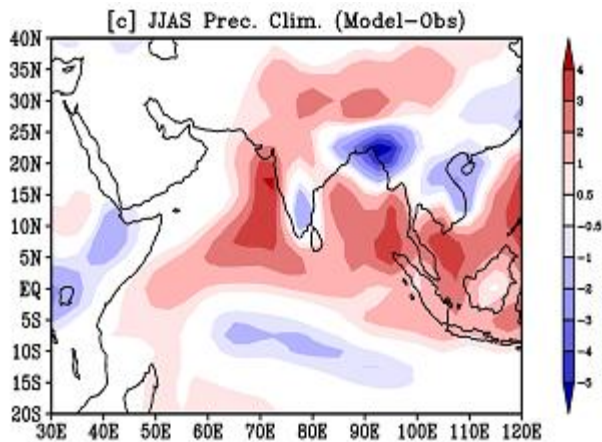 [c] JJAS Prec. Clim. (Model-Obs)
40N
35N
30N
25N
20N
15N
10N
5N
EQ
5S
10S
15S
20S
30E 40E 50E 60E 70E 80E 90E 100E 110E 120E
4
3
2
1
0.5
-0.5
-1
-2
-3
-4
-5